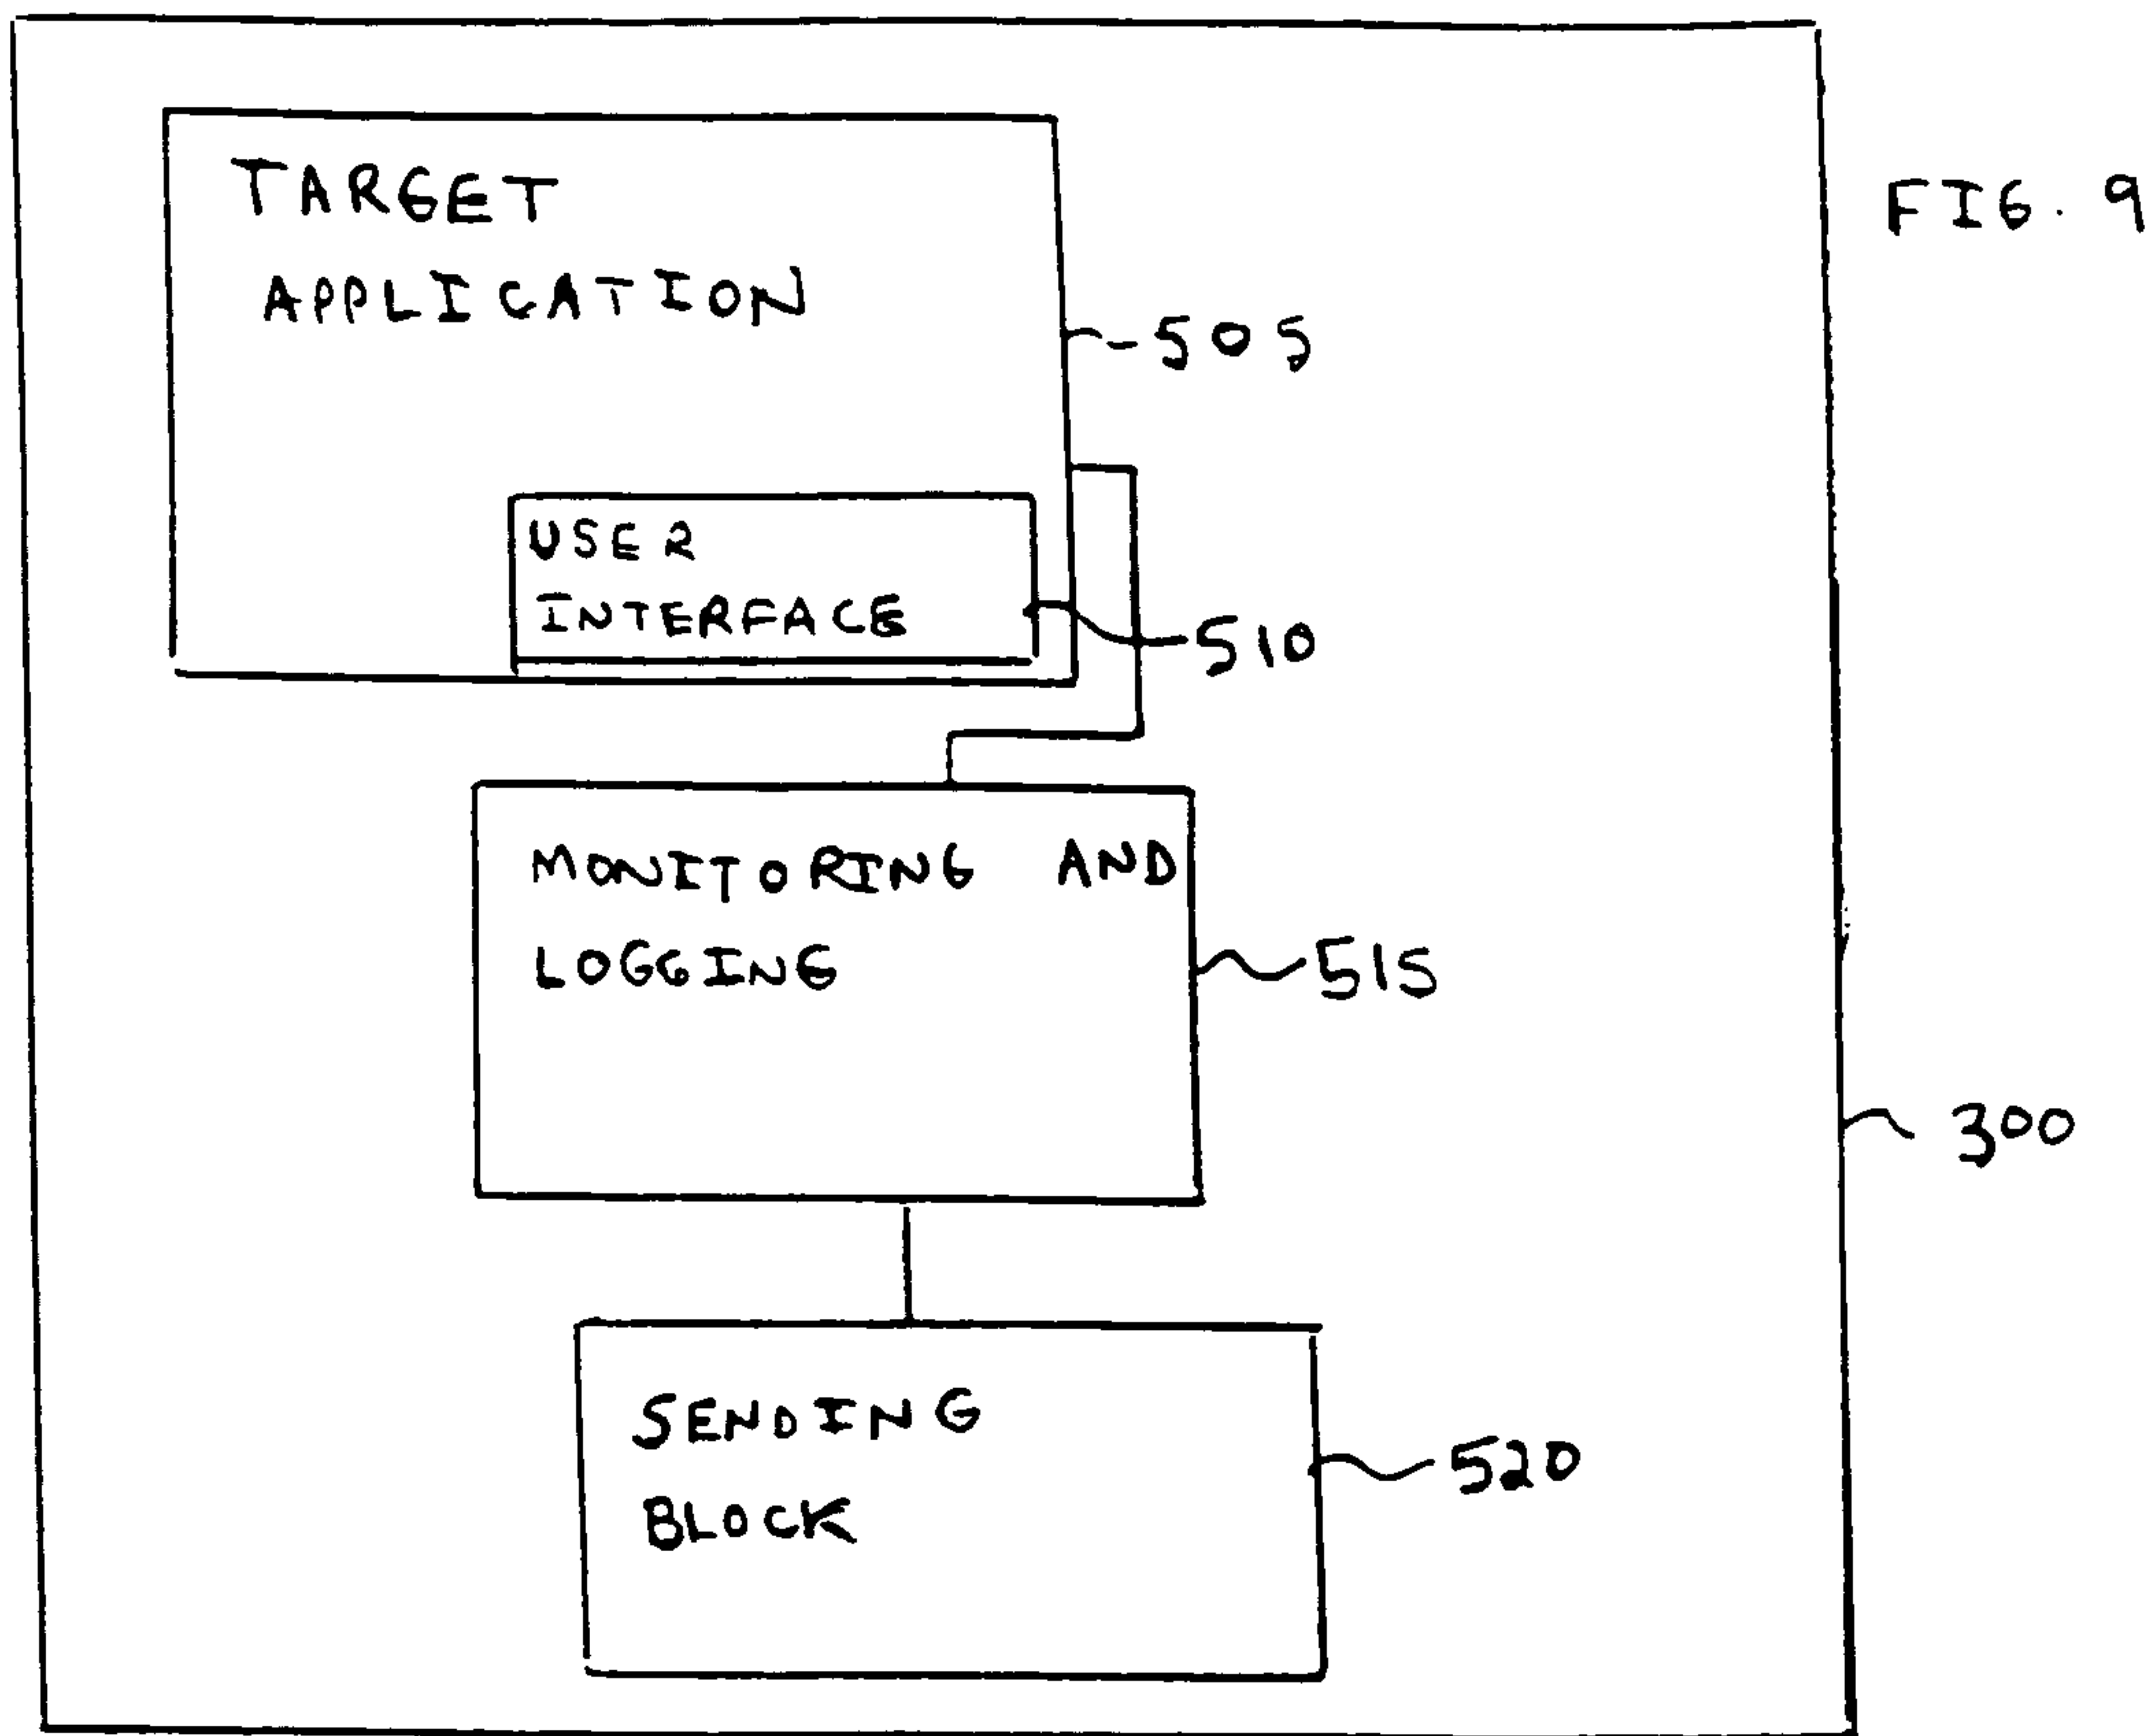 FIG. 9
TARGET
APPLICATION
505
USER
INTERFACE
510
MONITORING AND
LOGGING
515
300
SENDING
BLOCK
520